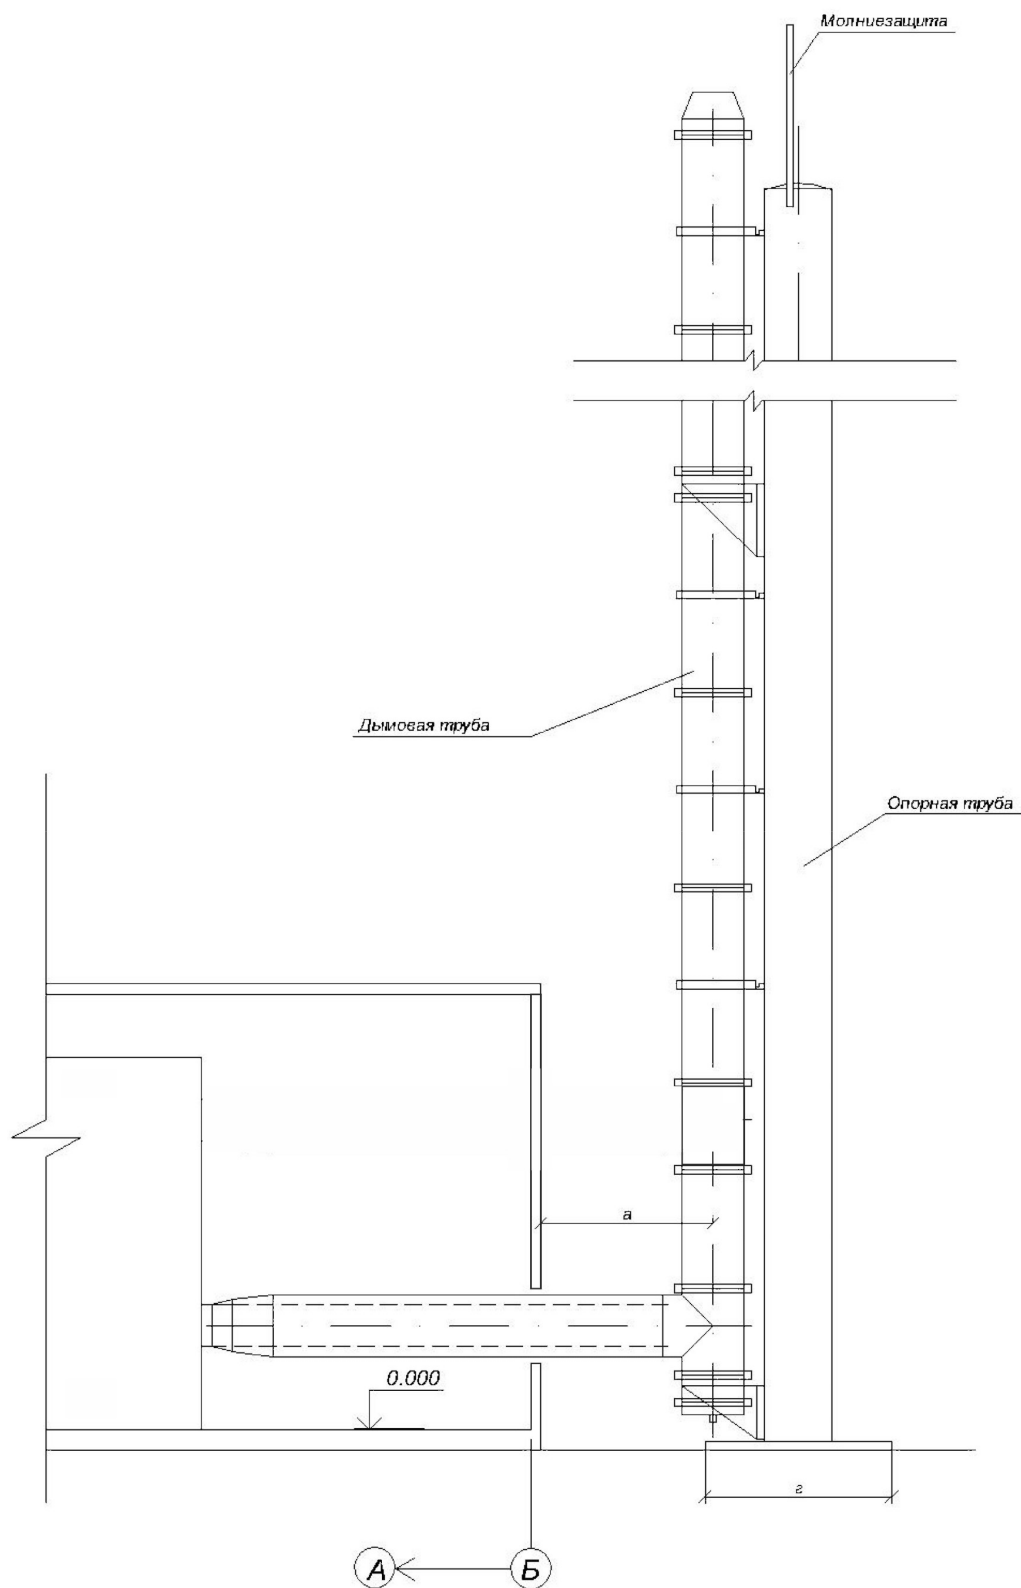 Молниезащита
Дымовая труба
Опорная труба
а
0.000
г
А
Б